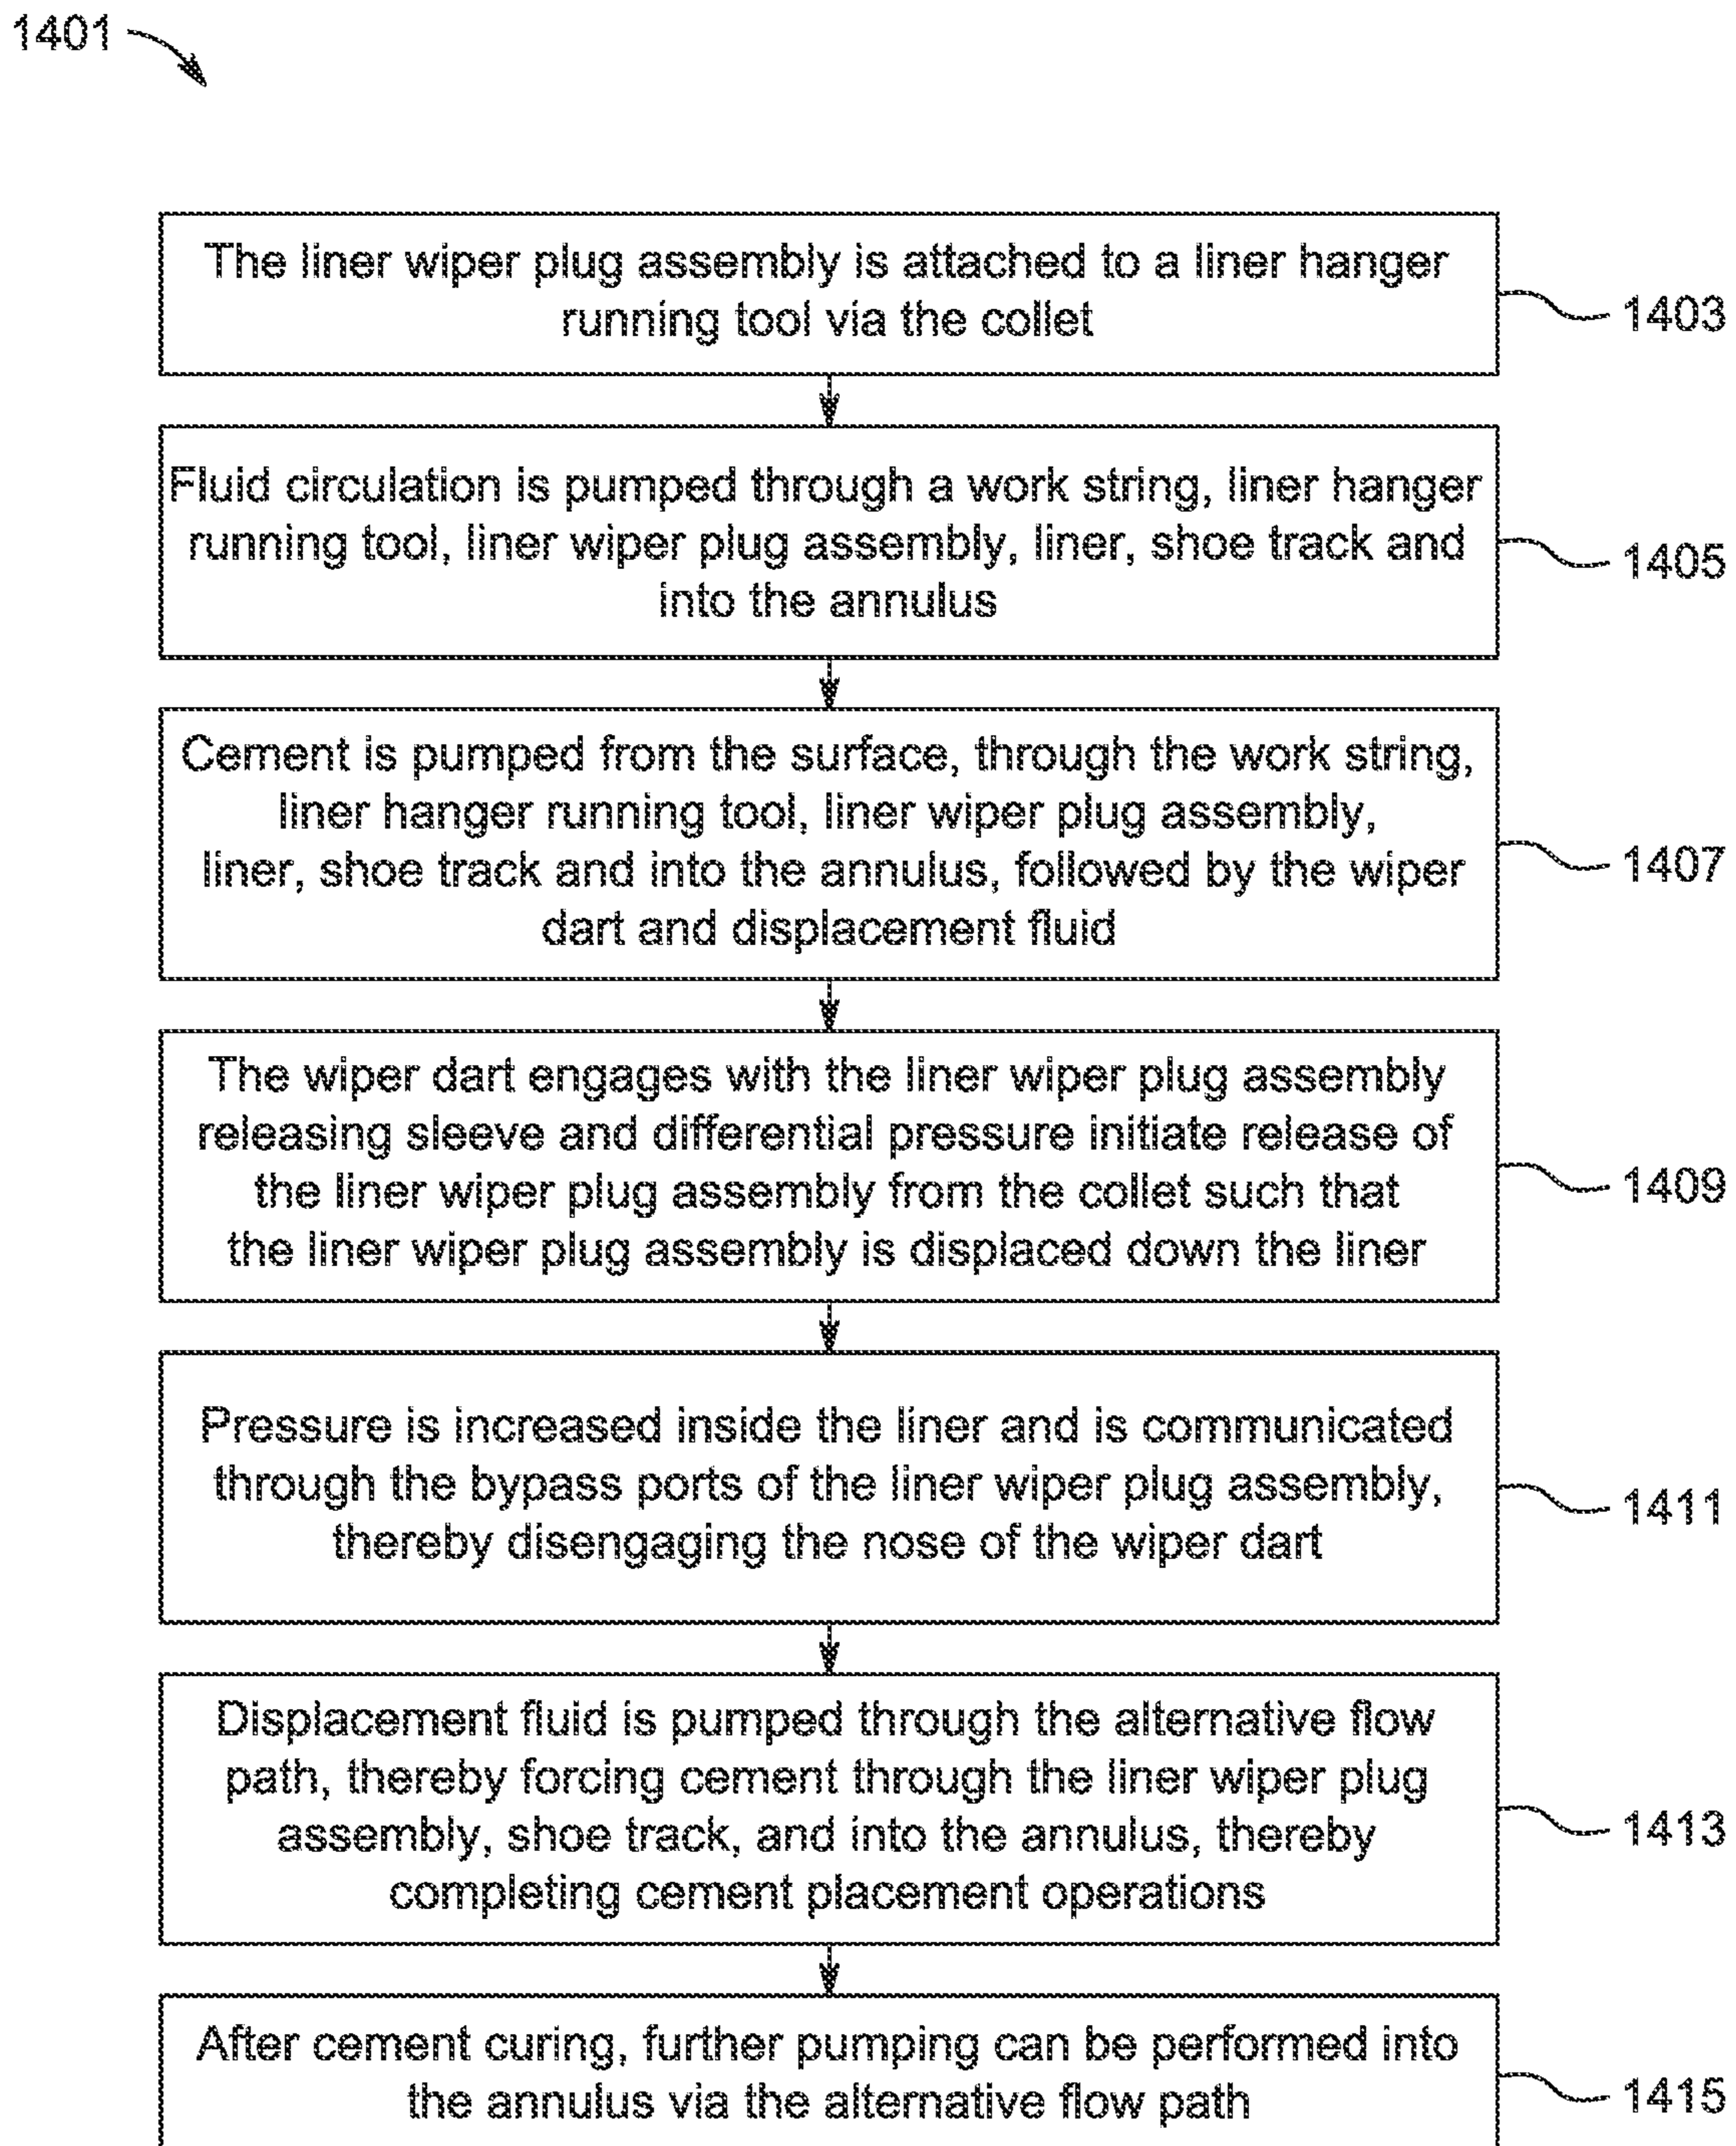 1401
The liner wiper plug assembly is attached to a liner hanger
running tool via the collet
1403
Fluid circulation is pumped through a work string, liner hanger
running tool, liner wiper plug assembly, liner, shoe track and
into the annulus
1405
Cement is pumped from the surface, through the work string,
liner hanger running tool, liner wiper plug assembly,
liner, shoe track and into the annulus, followed by the wiper
dart and displacement fluid
1407
The wiper dart engages with the liner wiper plug assembly
releasing sleeve and differential pressure initiate release of
the liner wiper plug assembly from the collet such that
the liner wiper plug assembly is displaced down the liner
1409
Pressure is increased inside the liner and is communicated
through the bypass ports of the liner wiper plug assembly,
thereby disengaging the nose of the wiper dart
1411
Displacement fluid is pumped through the alternative flow
path, thereby forcing cement through the liner wiper plug
assembly, shoe track, and into the annulus, thereby
completing cement placement operations
1413
After cement curing, further pumping can be performed into
the annulus via the alternative flow path
1415